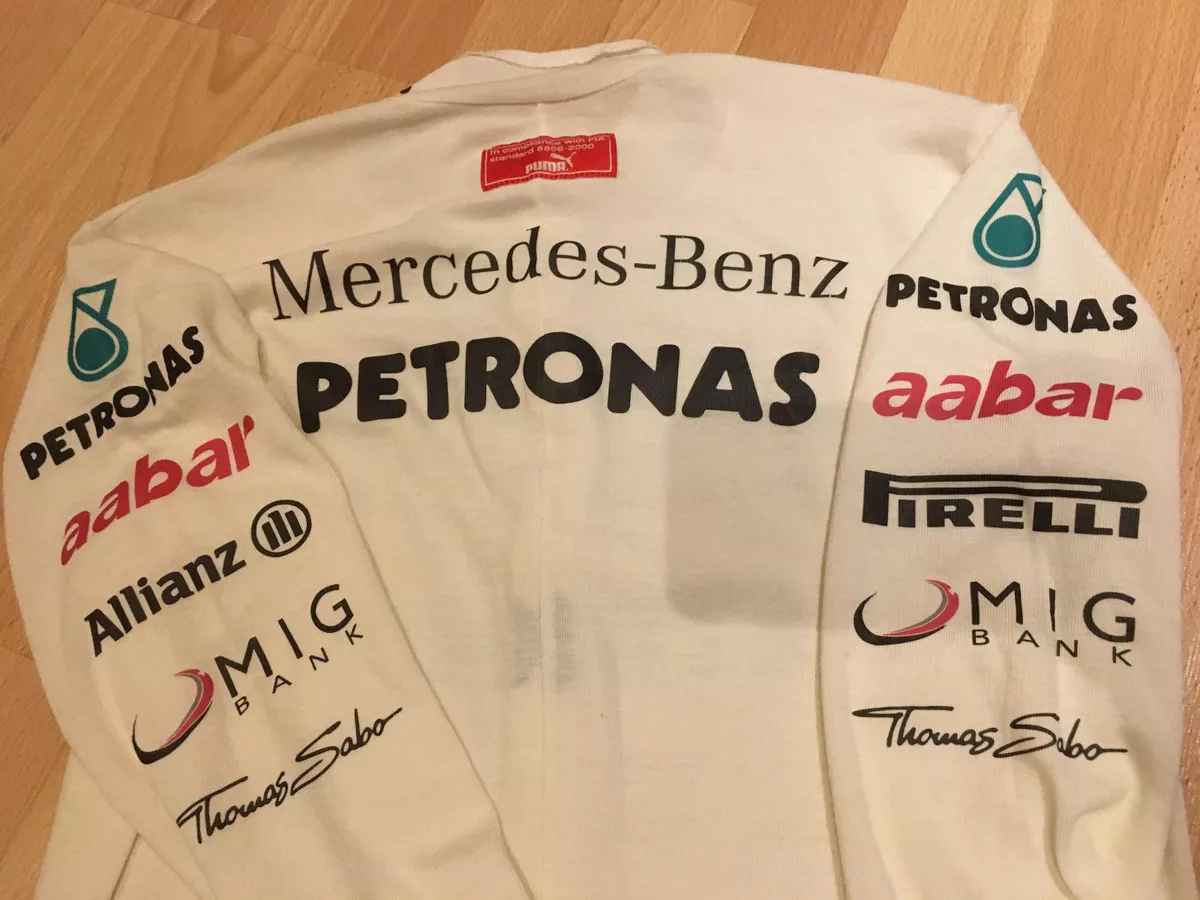 In compliance with FIA
standard 8856-2000
PUMA
Mercedes-Benz
PETRONAS
PETRONAS
aabar
Allianz
MIG
BANK
Thomas Sabo
PETRONAS
aabar
PIRELLI
MIG
BANK
Thomas Sabo